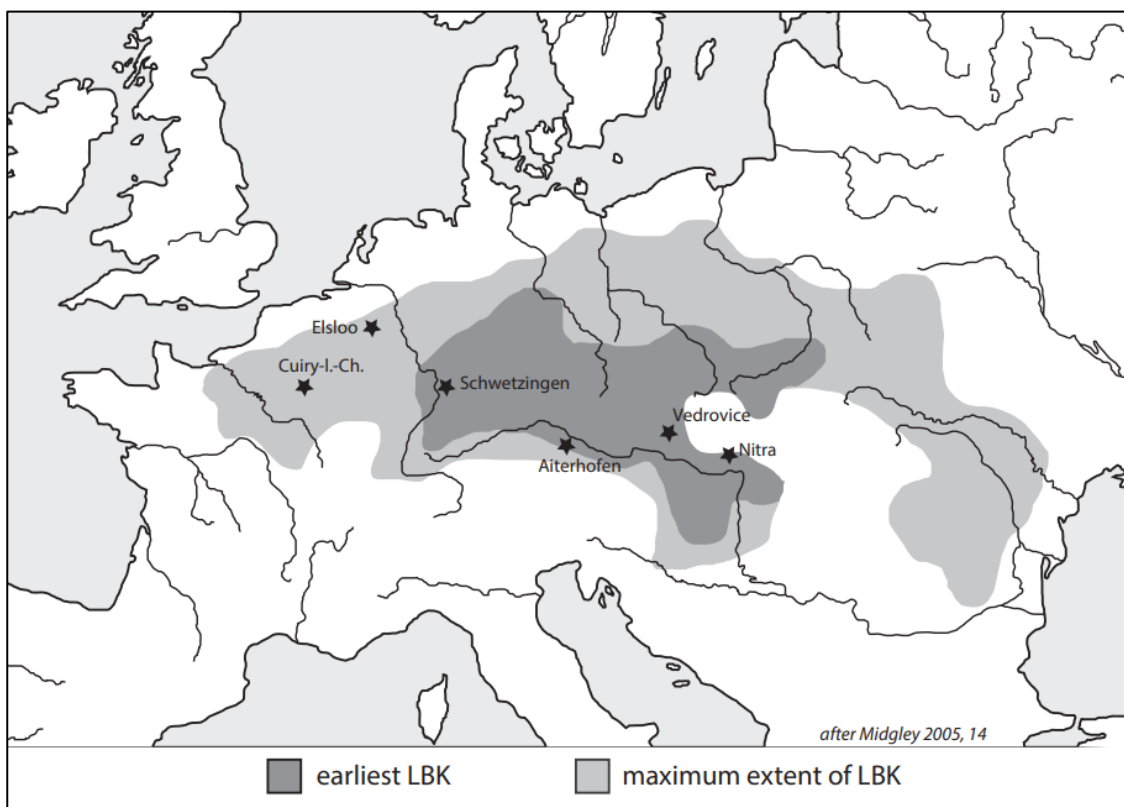 Elsloo
Cuiry-l.-Ch.
Schwetzingen
Vedrovice
Nitra
Aiterhofen
after Midgley 2005, 14
earliest LBK
maximum extent of LBK